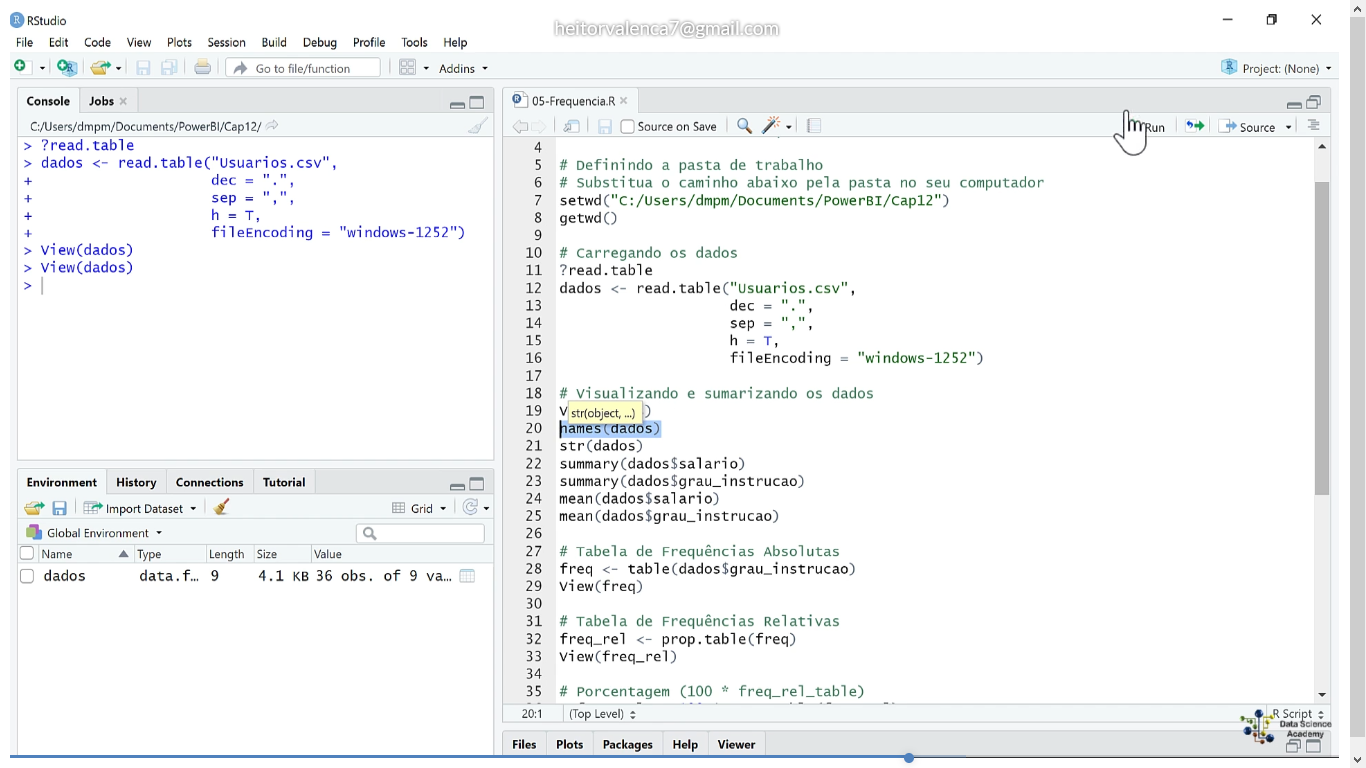 RStudio
heitorvalenca7@gmail.com
File Edit Code View Plots Session Build Debug Profile Tools Help
Go to file/function
Addins
Project: (None)
Console Jobs
C:/Users/dmpm/Documents/PowerBI/Cap12/
> ?read.table
> dados <- read.table("Usuarios.csv",
+ dec = ".",
+ sep = ",",
+ h = T,
+ fileEncoding = "windows-1252")
> View(dados)
> View(dados)
>
Environment History Connections Tutorial
Import Dataset
Grid
Global Environment
Name Type Length Size Value
dados data.f... 9 4.1 KB 36 obs. of 9 va...
05-Frequencia.R
Source on Save
Run
Source
4
5 # Definindo a pasta de trabalho
6 # Substitua o caminho abaixo pela pasta no seu computador
7 setwd("C:/Users/dmpm/Documents/PowerBI/Cap12")
8 getwd()
9
10 # Carregando os dados
11 ?read.table
12 dados <- read.table("Usuarios.csv",
13 dec = ".",
14 sep = ",",
15 h = T,
16 fileEncoding = "windows-1252")
17
18 # Visualizando e sumarizando os dados
19 V )
str(object, ...)
20 names(dados)
21 str(dados)
22 summary(dados$salario)
23 summary(dados$grau_instrucao)
24 mean(dados$salario)
25 mean(dados$grau_instrucao)
26
27 # Tabela de Frequências Absolutas
28 freq <- table(dados$grau_instrucao)
29 View(freq)
30
31 # Tabela de Frequências Relativas
32 freq_rel <- prop.table(freq)
33 View(freq_rel)
34
35 # Porcentagem (100 * freq_rel_table)
20:1 (Top Level) R Script
Data Science
Academy
Files Plots Packages Help Viewer